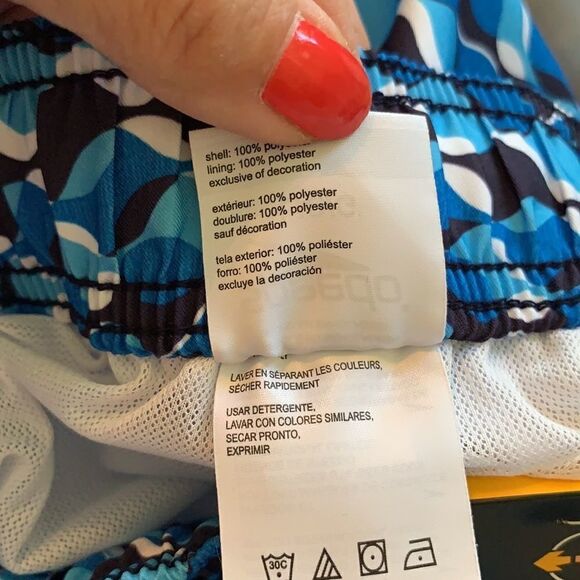 shell: 100% polyester
lining: 100% polyester
exclusive of decoration
extérieur: 100% polyester
doublure: 100% polyester
sauf décoration
tela exterior: 100% poliéster
forro: 100% poliéster
excluye la decoración
LAVER EN SÉPARANT LES COULEURS,
SÉCHER RAPIDEMENT
USAR DETERGENTE,
LAVAR CON COLORES SIMILARES,
SECAR PRONTO,
EXPRIMIR
30C